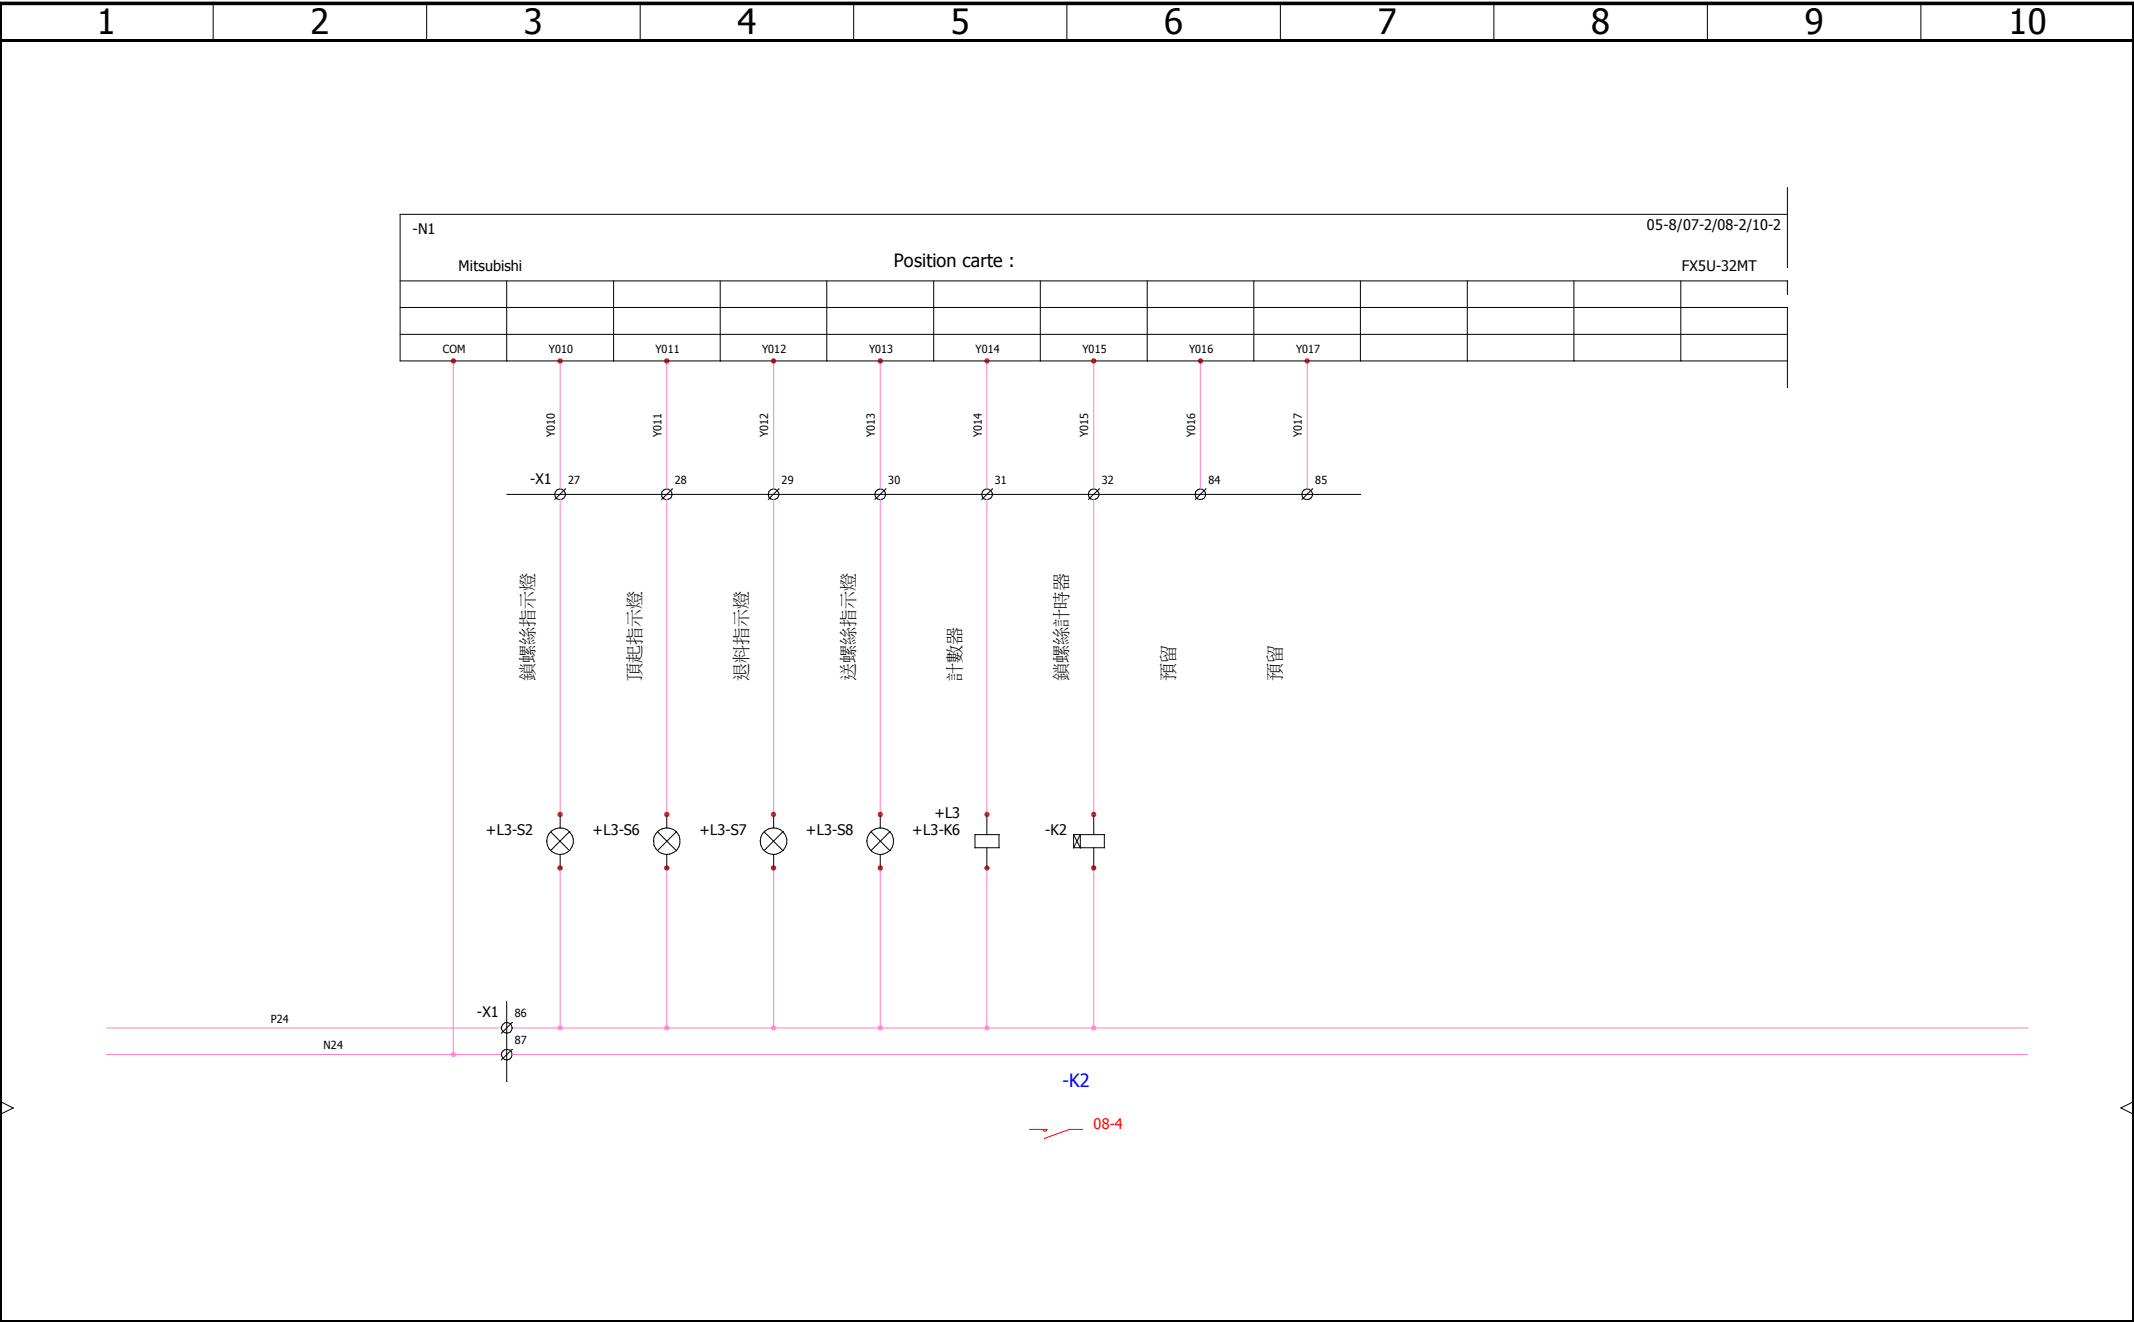 1 2 3 4 5 6 7 8 9 10
-N1 05-8/07-2/08-2/10-2
Mitsubishi Position carte : FX5U-32MT
COM Y010 Y011 Y012 Y013 Y014 Y015 Y016 Y017
Y010 Y011 Y012 Y013 Y014 Y015 Y016 Y017
-X1 27 28 29 30 31 32 84 85
鎖螺絲指示燈
頂起指示燈
退料指示燈
送螺絲指示燈
計數器
鎖螺絲計時器
預留
預留
+L3
+L3-S2 +L3-S6 +L3-S7 +L3-S8 +L3-K6 -K2
-X1 86
P24
87
N24
-K2
08-4